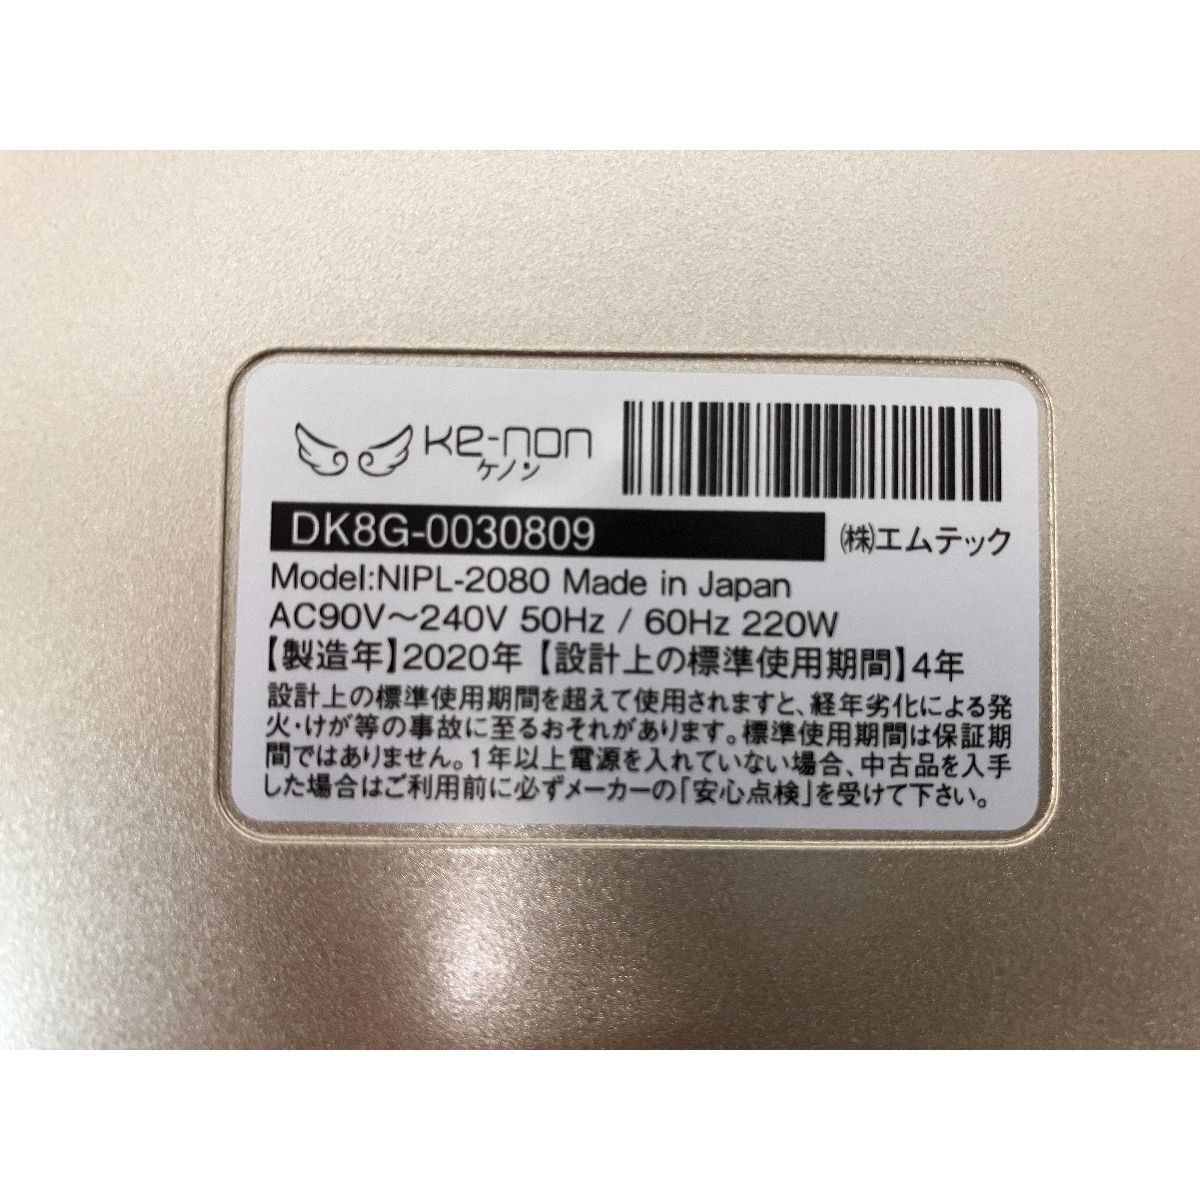 Ke-non
ケノン
DK8G-0030809
㈱エムテック
Model:NIPL-2080 Made in Japan
AC90V～240V 50Hz / 60Hz 220W
【製造年】2020年【設計上の標準使用期間】4年
設計上の標準使用期間を超えて使用されますと、経年劣化による発
火・けが等の事故に至るおそれがあります。標準使用期間は保証期
間ではありません。1年以上電源を入れていない場合、中古品を入手
した場合はご利用前に必ずメーカーの「安心点検」を受けて下さい。